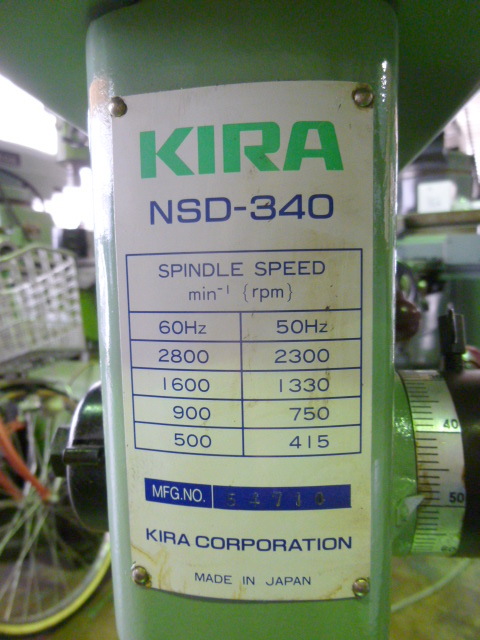 KIRA
NSD-340
SPINDLE SPEED
min⁻¹ {rpm}
60Hz 50Hz
2800 2300
1600 1330
900 750
500 415
MFG.NO.
KIRA CORPORATION
MADE IN JAPAN
40
50